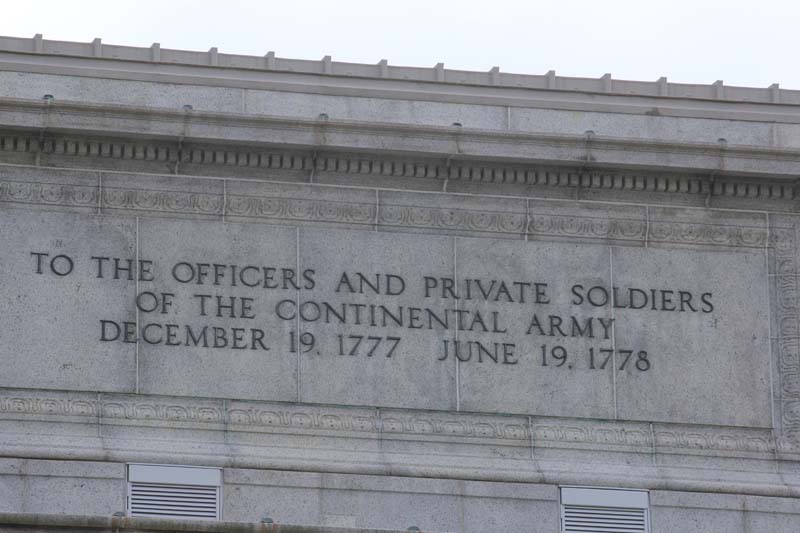 TO THE OFFICERS AND PRIVATE SOLDIERS
OF THE CONTINENTAL ARMY
DECEMBER 19. 1777 JUNE 19. 1778